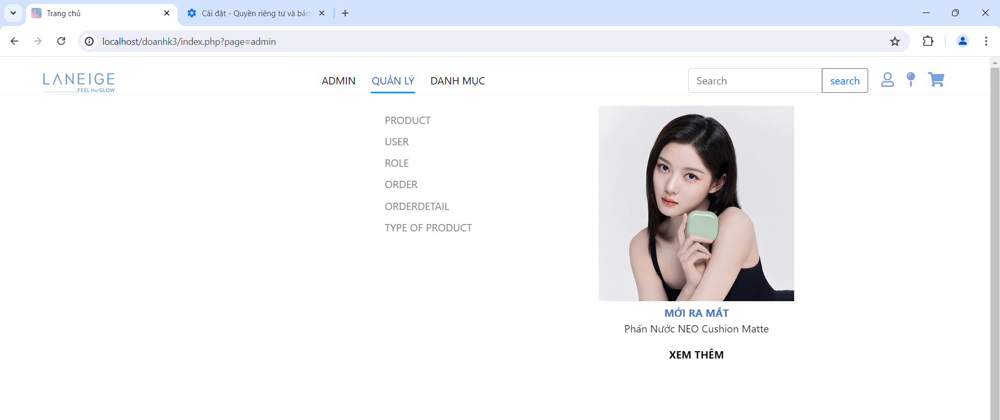 Trang chủ
Cài đặt - Quyền riêng tư và bảo
localhost/doanhk3/index.php?page=admin
LANEIGE
FEEL the GLOW
ADMIN
QUẢN LÝ
DANH MỤC
Search
search
PRODUCT
USER
ROLE
ORDER
ORDERDETAIL
TYPE OF PRODUCT
MỚI RA MẮT
Phấn Nước NEO Cushion Matte
XEM THÊM